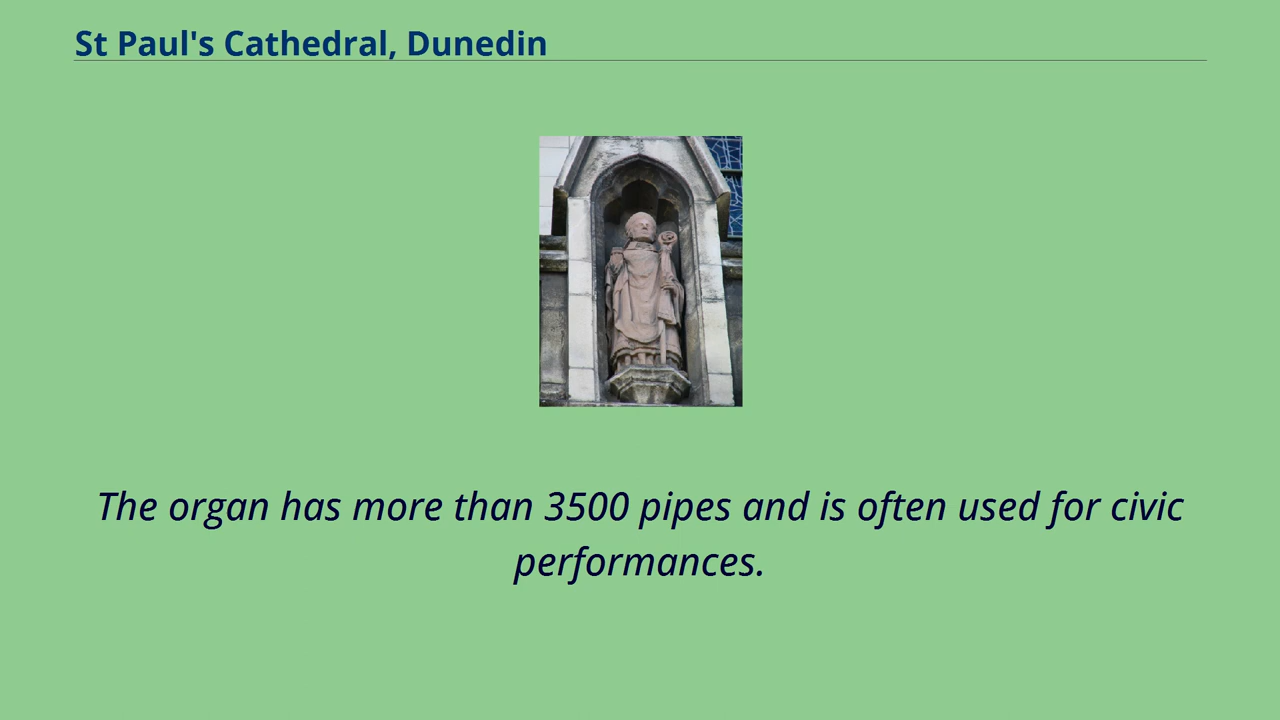 St Paul's Cathedral, Dunedin
The organ has more than 3500 pipes and is often used for civic
performances.